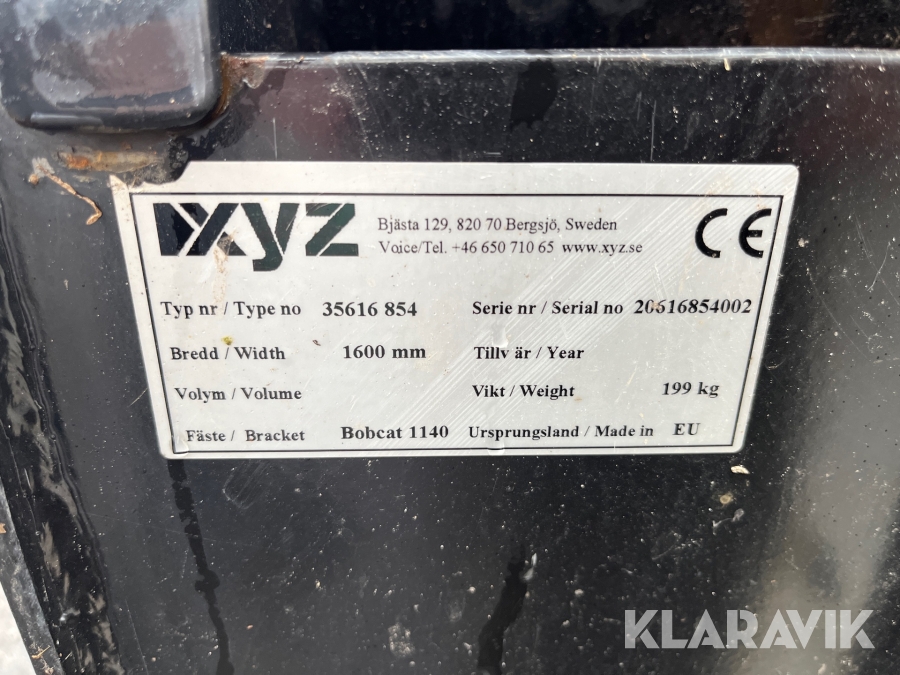 xyz
Bjästa 129, 820 70 Bergsjö, Sweden
Voice/Tel. +46 650 710 65 www.xyz.se
CE
Typ nr / Type no 35616 854 Serie nr / Serial no 20616854002
Bredd / Width 1600 mm Tillv år / Year
Volym / Volume Vikt / Weight 199 kg
Fäste / Bracket Bobcat 1140 Ursprungsland / Made in EU
KLARAVIK